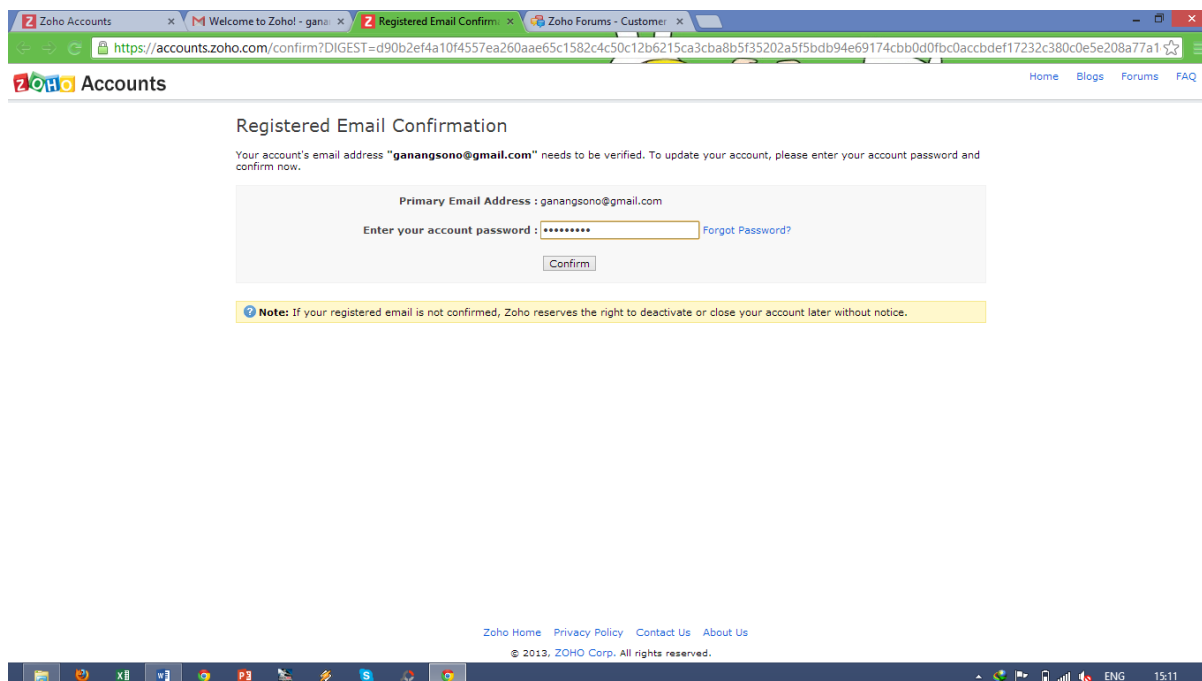 Zoho Accounts
Welcome to Zoho! - gana
Registered Email Confirm
Zoho Forums - Customer
https://accounts.zoho.com/confirm?DIGEST=d90b2ef4a10f4557ea260aae65c1582c4c50c12b6215ca3cba8b5f35202a5f5bdb94e69174cbb0d0fbc0accbdef17232c380c0e5e208a77a1
ZOHO Accounts
Home Blogs Forums FAQ
Registered Email Confirmation
Your account's email address "ganangsono@gmail.com" needs to be verified. To update your account, please enter your account password and
confirm now.
Primary Email Address : ganangsono@gmail.com
Enter your account password : ••••••••• Forgot Password?
Confirm
Note: If your registered email is not confirmed, Zoho reserves the right to deactivate or close your account later without notice.
Zoho Home Privacy Policy Contact Us About Us
© 2013, ZOHO Corp. All rights reserved.
ENG 15:11